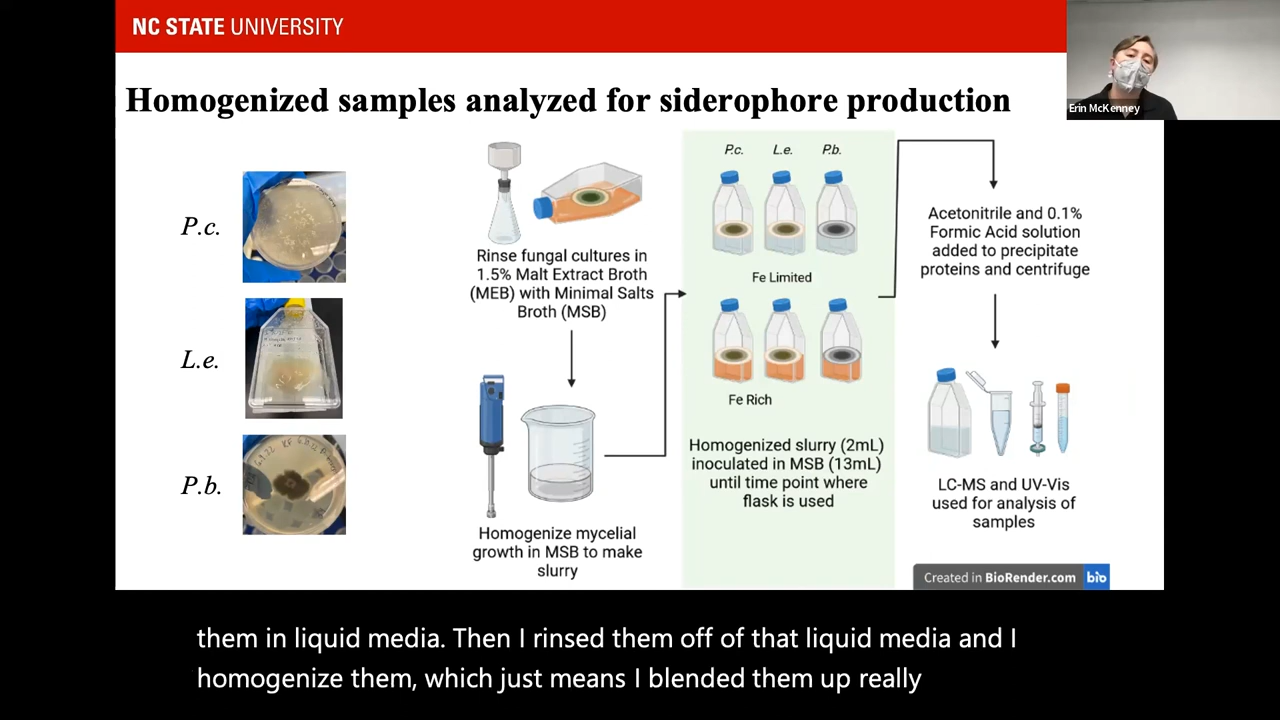 NC STATE UNIVERSITY
Erin McKenney
Homogenized samples analyzed for siderophore production
P.c.
L.e.
P.b.
Rinse fungal cultures in
1.5% Malt Extract Broth
(MEB) with Minimal Salts
Broth (MSB)
Homogenize mycelial
growth in MSB to make
slurry
P.c. L.e. P.b.
Fe Limited
Fe Rich
Homogenized slurry (2mL)
inoculated in MSB (13mL)
until time point where
flask is used
Acetonitrile and 0.1%
Formic Acid solution
added to precipitate
proteins and centrifuge
LC-MS and UV-Vis
used for analysis of
samples
Created in BioRender.com bio
them in liquid media. Then I rinsed them off of that liquid media and I
homogenize them, which just means I blended them up really